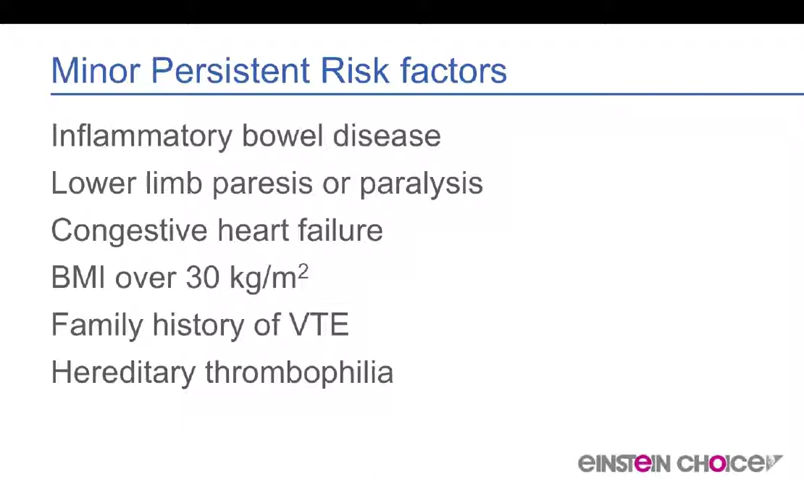 Minor Persistent Risk factors
Inflammatory bowel disease
Lower limb paresis or paralysis
Congestive heart failure
BMI over 30 kg/m²
Family history of VTE
Hereditary thrombophilia
EINSTEIN CHOICE